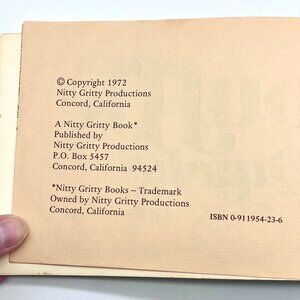 © Copyright 1972
Nitty Gritty Productions
Concord, California
A Nitty Gritty Book*
Published by
Nitty Gritty Productions
P.O. Box 5457
Concord, California 94524
*Nitty Gritty Books -- Trademark
Owned by Nitty Gritty Productions
Concord, California
ISBN 0-911954-23-6